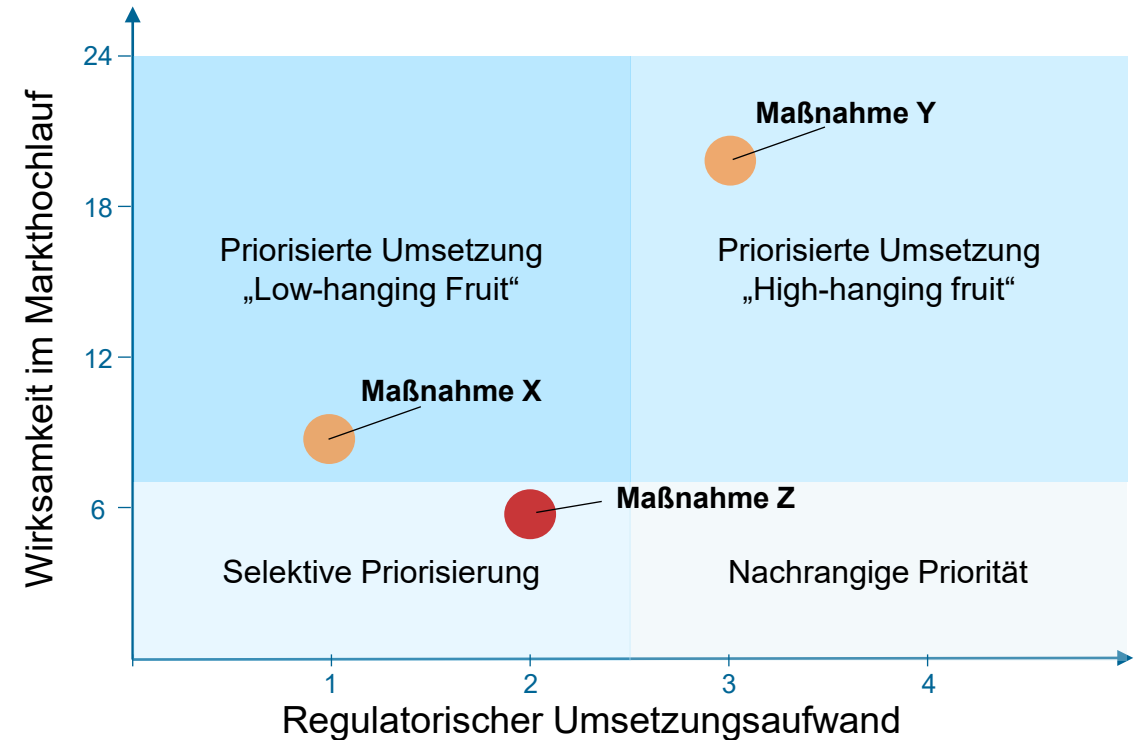 24
Maßnahme Y
18
Priorisierte Umsetzung
„Low-hanging Fruit“
Priorisierte Umsetzung
„High-hanging fruit“
12
Maßnahme X
6
Maßnahme Z
Selektive Priorisierung
Nachrangige Priorität
1
2
3
4
Regulatorischer Umsetzungsaufwand
Wirksamkeit im Markthochlauf